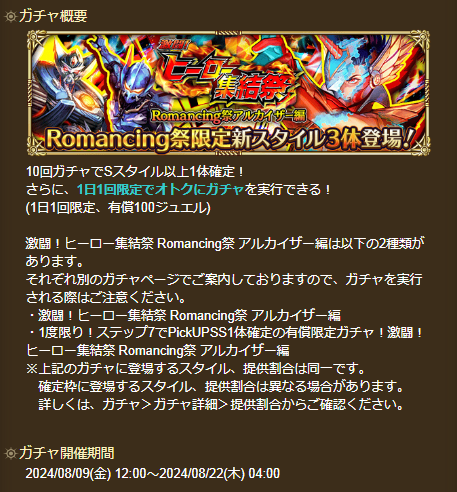 ガチャ概要
激闘!
ヒーロー集結祭
Romancing祭アルカイザー編
Romancing祭限定新スタイル3体登場!
10回ガチャでSスタイル以上1体確定!
さらに、1日1回限定でオトクにガチャを実行できる!
(1日1回限定、有償100ジュエル)
激闘!ヒーロー集結祭 Romancing祭 アルカイザー編は以下の2種類が
あります。
それぞれ別のガチャページでご案内しておりますので、ガチャを実行
される際はご注意ください。
・激闘!ヒーロー集結祭 Romancing祭 アルカイザー編
・1度限り!ステップ7でPickUPSS1体確定の有償限定ガチャ!激闘!
ヒーロー集結祭 Romancing祭 アルカイザー編
※上記のガチャに登場するスタイル、提供割合は同一です。
確定枠に登場するスタイル、提供割合は異なる場合があります。
詳しくは、ガチャ＞ガチャ詳細＞提供割合からご確認ください。
ガチャ開催期間
2024/08/09(金) 12:00～2024/08/22(木) 04:00